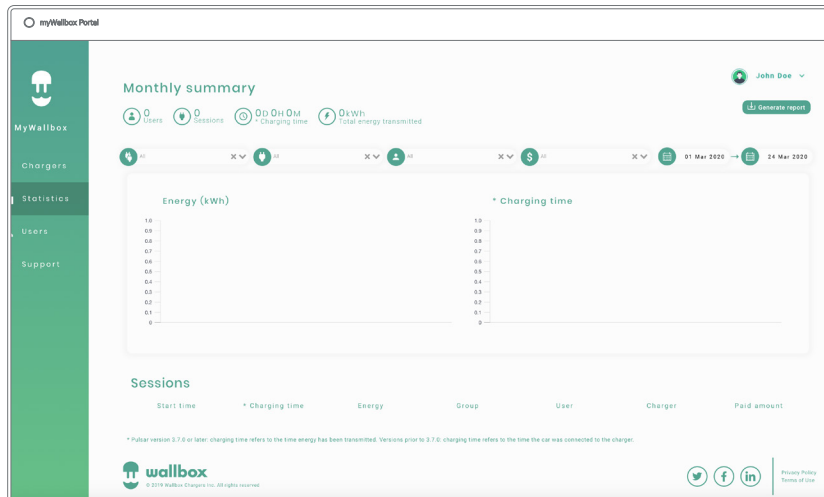 myWallbox Portal
MyWallbox
Chargers
Statistics
Users
Support
John Doe
Monthly summary
Generate report
0 Users
0 Sessions
0D 0H 0M
* Charging time
0kWh
Total energy transmitted
All
All
All
$ All
01 Mar 2020 → 24 Mar 2020
Energy (kWh)
1.0
0.9
0.8
0.7
0.6
0.5
0.4
0.3
0.2
0.1
0
* Charging time
1.0
0.9
0.8
0.7
0.6
0.5
0.4
0.3
0.2
0.1
0
Sessions
Start time * Charging time Energy Group User Charger Paid amount
* Pulsar version 3.7.0 or later: charging time refers to the time energy has been transmitted. Versions prior to 3.7.0: charging time refers to the time the car was connected to the charger.
wallbox
© 2019 Wallbox Chargers Inc. All rights reserved
Privacy Policy
Terms of Use